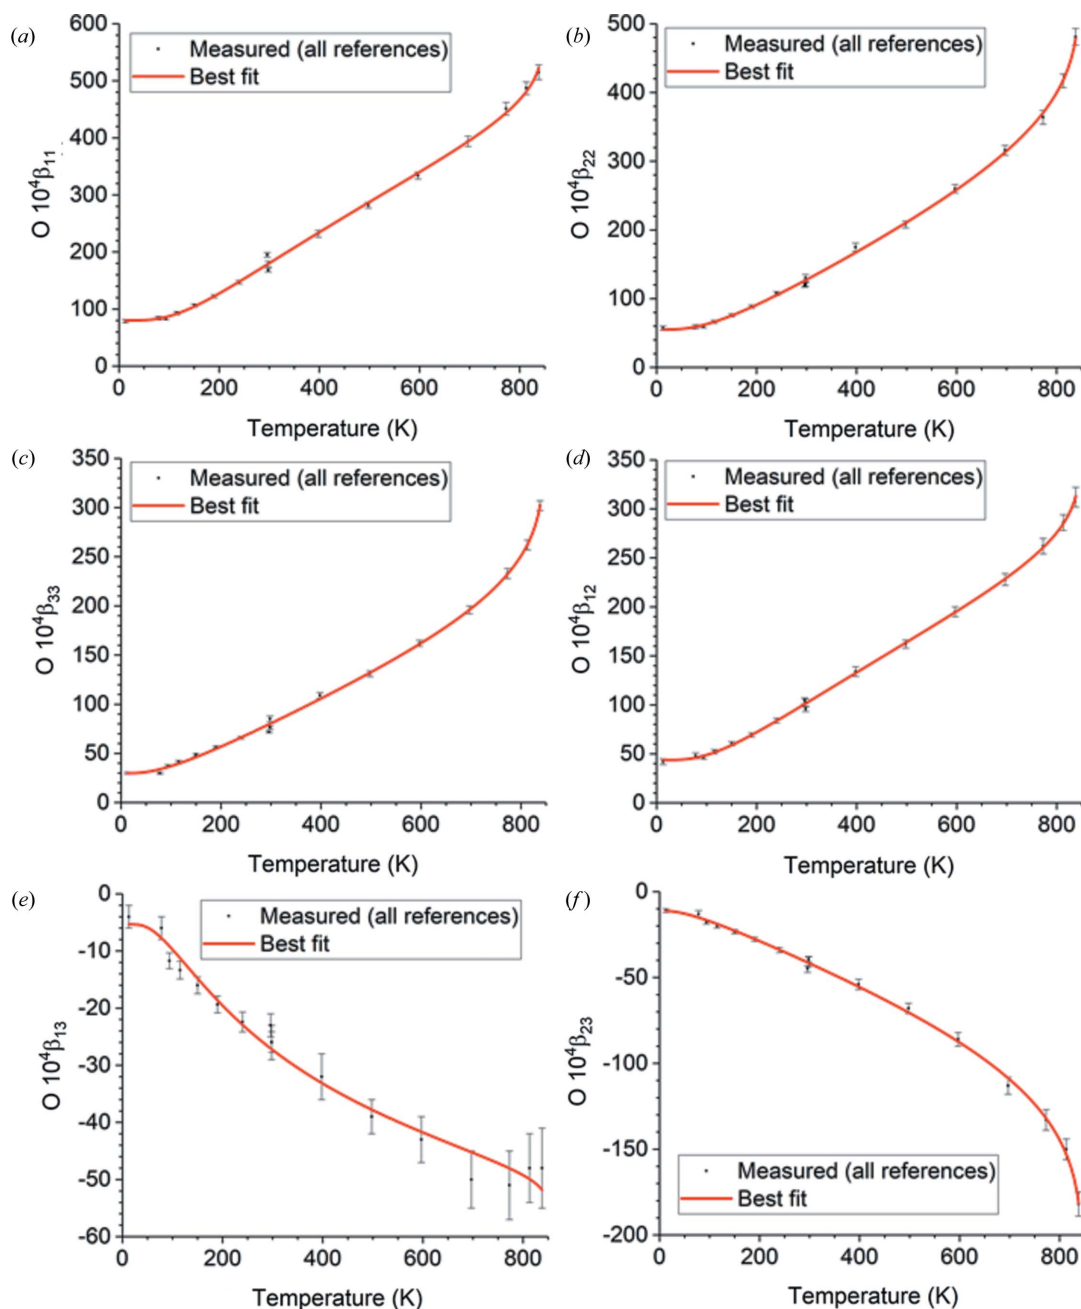 (a)
600
500
400
300
200
100
0
O 10⁴β₁₁
Measured (all references)
Best fit
0 200 400 600 800
Temperature (K)
(b)
500
400
300
200
100
0
O 10⁴β₂₂
Measured (all references)
Best fit
0 200 400 600 800
Temperature (K)
(c)
350
300
250
200
150
100
50
0
O 10⁴β₃₃
Measured (all references)
Best fit
0 200 400 600 800
Temperature (K)
(d)
350
300
250
200
150
100
50
0
O 10⁴β₁₂
Measured (all references)
Best fit
0 200 400 600 800
Temperature (K)
(e)
0
-10
-20
-30
-40
-50
-60
O 10⁴β₁₃
Measured (all references)
Best fit
0 200 400 600 800
Temperature (K)
(f)
0
-50
-100
-150
-200
O 10⁴β₂₃
Measured (all references)
Best fit
0 200 400 600 800
Temperature (K)